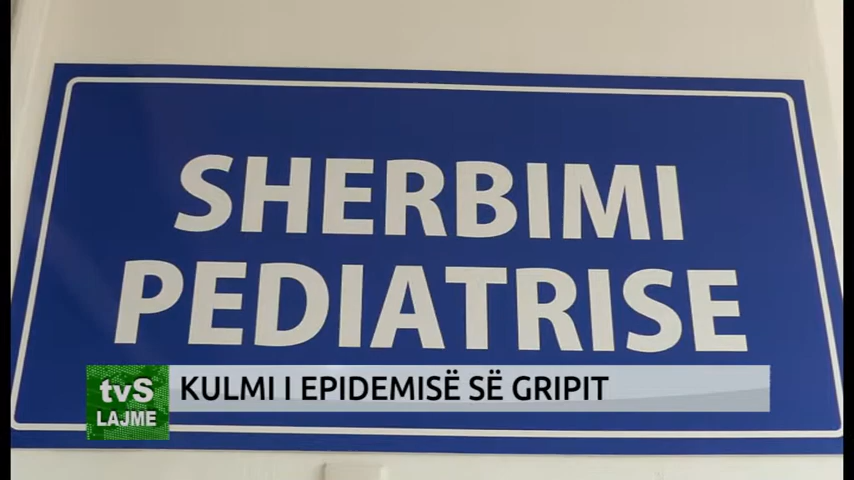 SHERBIMI
PEDIATRISE
tvS
LAJME
KULMI I EPIDEMISË SË GRIPIT